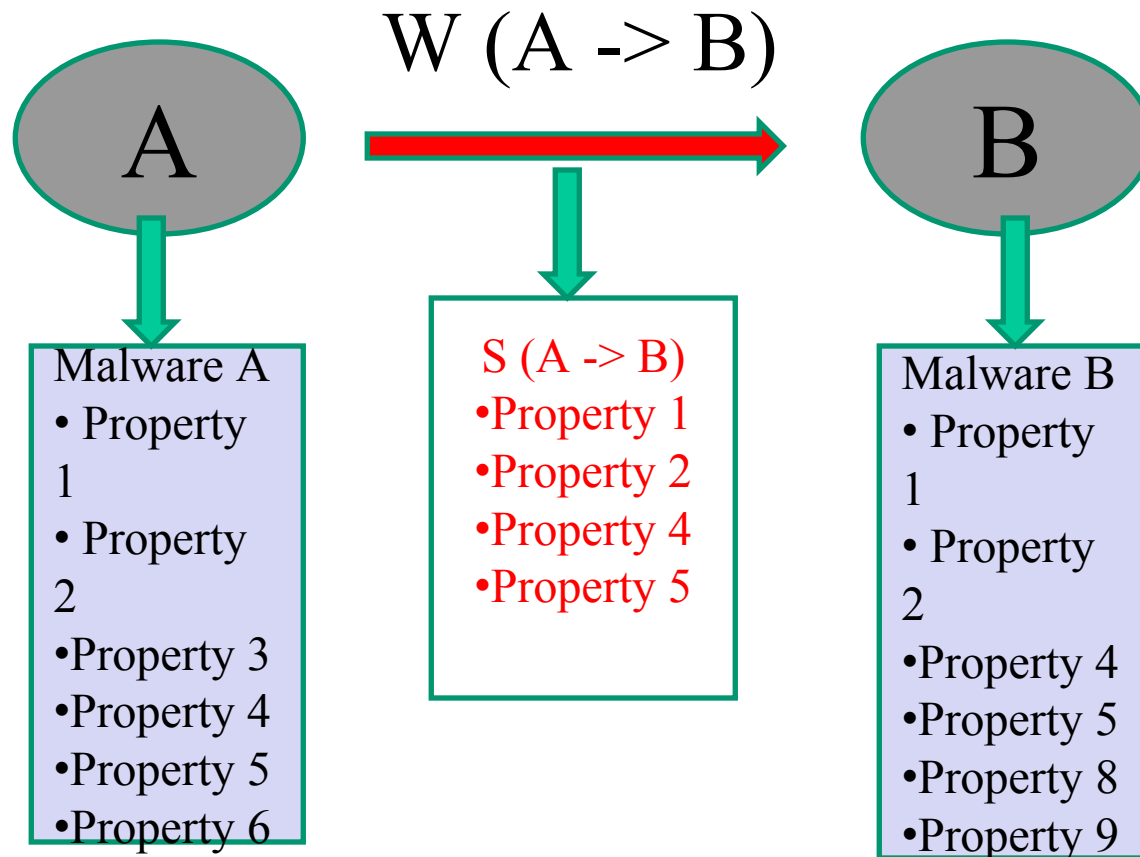 W (A -> B)
A
B
Malware A
• Property
1
• Property
2
•Property 3
•Property 4
•Property 5
•Property 6
S (A -> B)
•Property 1
•Property 2
•Property 4
•Property 5
Malware B
• Property
1
• Property
2
•Property 4
•Property 5
•Property 8
•Property 9